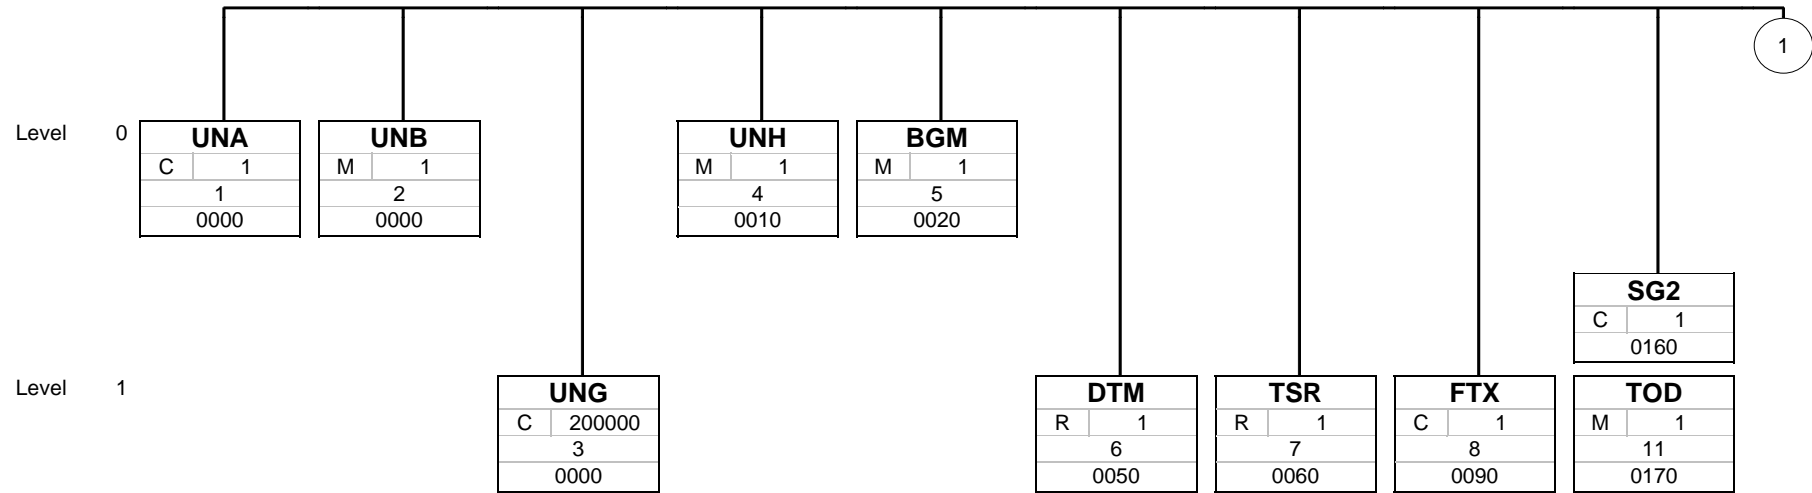 1
Level 0
UNA
C 1
1
0000
UNB
M 1
2
0000
UNH
M 1
4
0010
BGM
M 1
5
0020
SG2
C 1
0160
Level 1
UNG
C 200000
3
0000
DTM
R 1
6
0050
TSR
R 1
7
0060
FTX
C 1
8
0090
TOD
M 1
11
0170